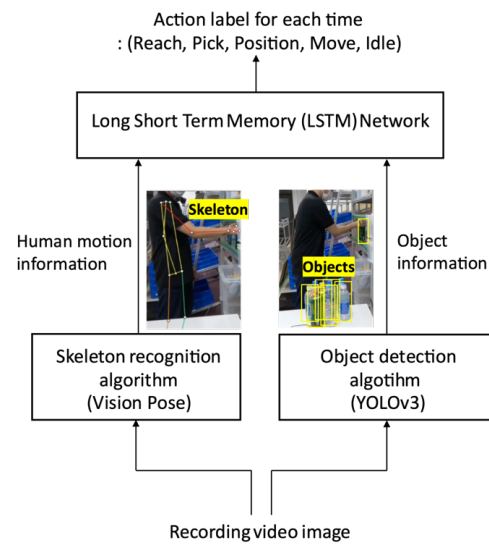 Action label for each time
: (Reach, Pick, Position, Move, Idle)
Long Short Term Memory (LSTM) Network
Skeleton
Human motion
information
Objects
Object
information
Skeleton recognition
algorithm
(Vision Pose)
Object detection
algotihm
(YOLOv3)
Recording video image